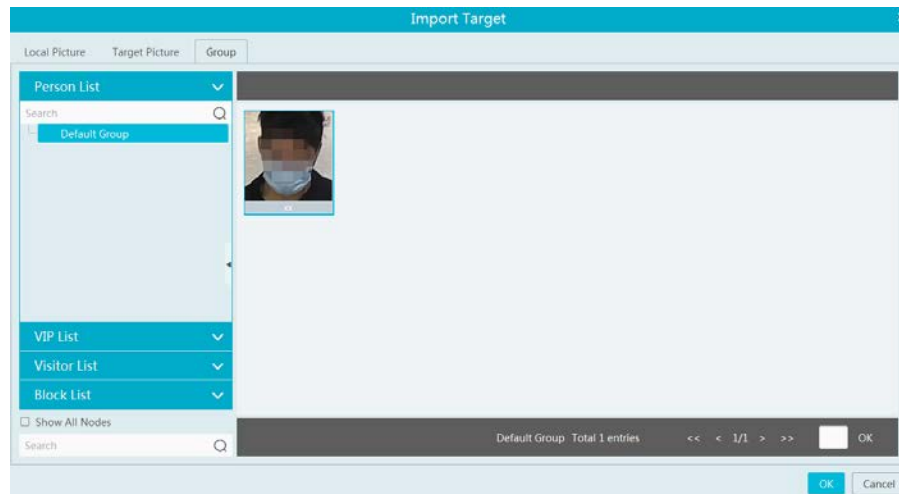 Import Target
Local Picture Target Picture Group
Person List
Search
Default Group
VIP List
Visitor List
Block List
Show All Nodes
Search
Default Group Total 1 entries << < 1/1 > >> OK
OK Cancel